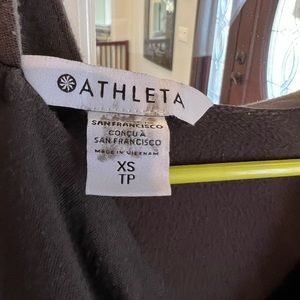 ATHLETA
SAN FRANCISCO
CONÇU À
SAN FRANCISCO
MADE IN VIETNAM
XS
TP